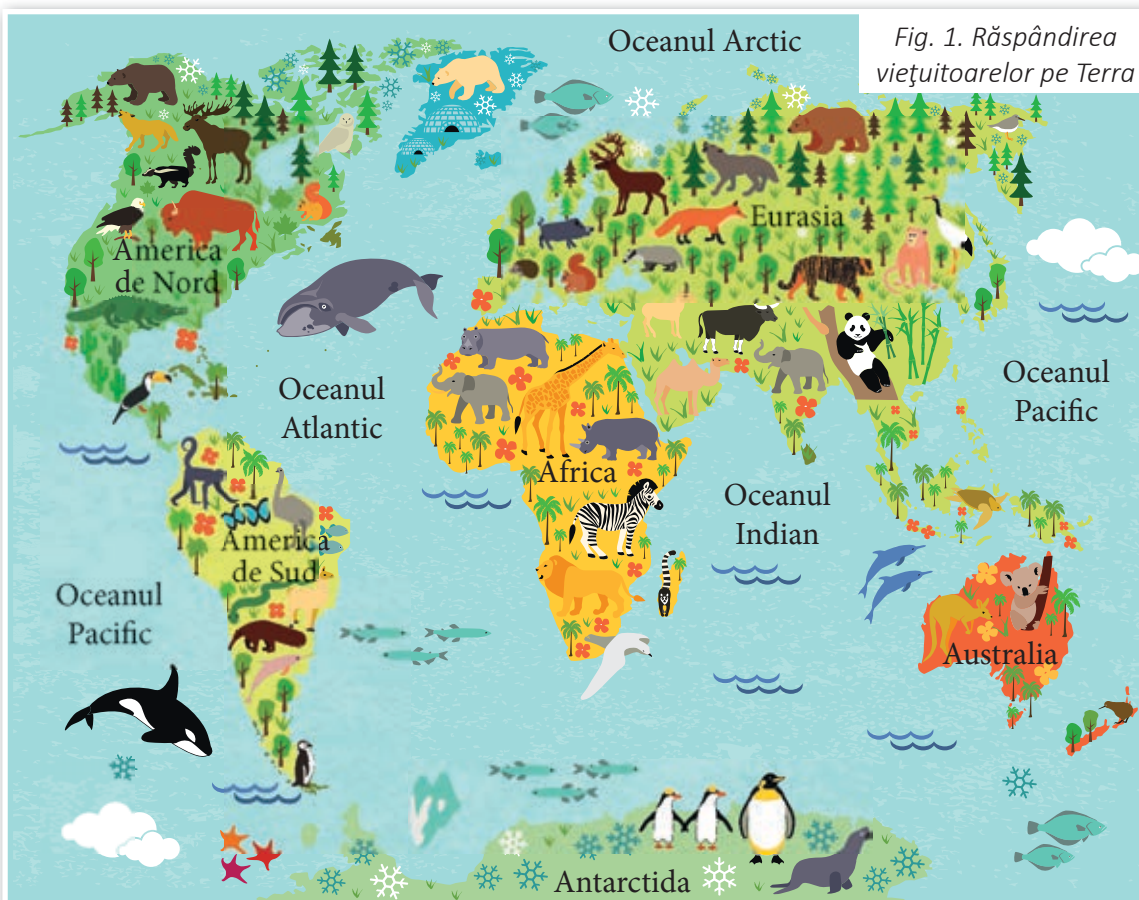 Fig. 1. Răspândirea
viețuitoarelor pe Terra
Oceanul Arctic
Eurasia
America
de Nord
Oceanul
Atlantic
Oceanul
Pacific
Africa
Oceanul
Indian
America
de Sud
Oceanul
Pacific
Australia
Antarctida